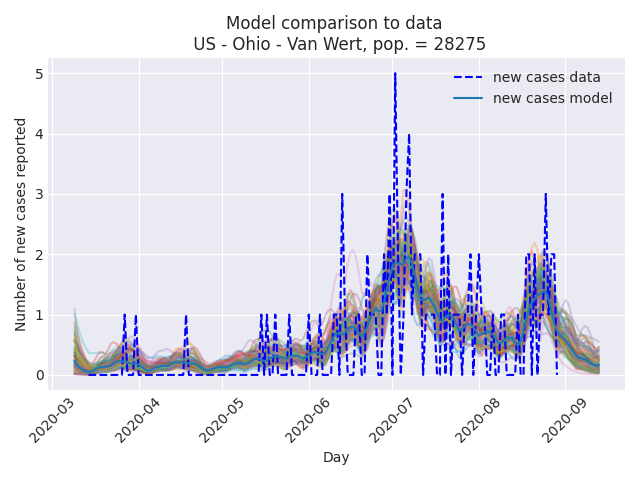 Model comparison to data
US - Ohio - Van Wert, pop. = 28275
new cases data
new cases model
Number of new cases reported
5
4
3
2
1
0
2020-03
2020-04
2020-05
2020-06
2020-07
2020-08
2020-09
Day